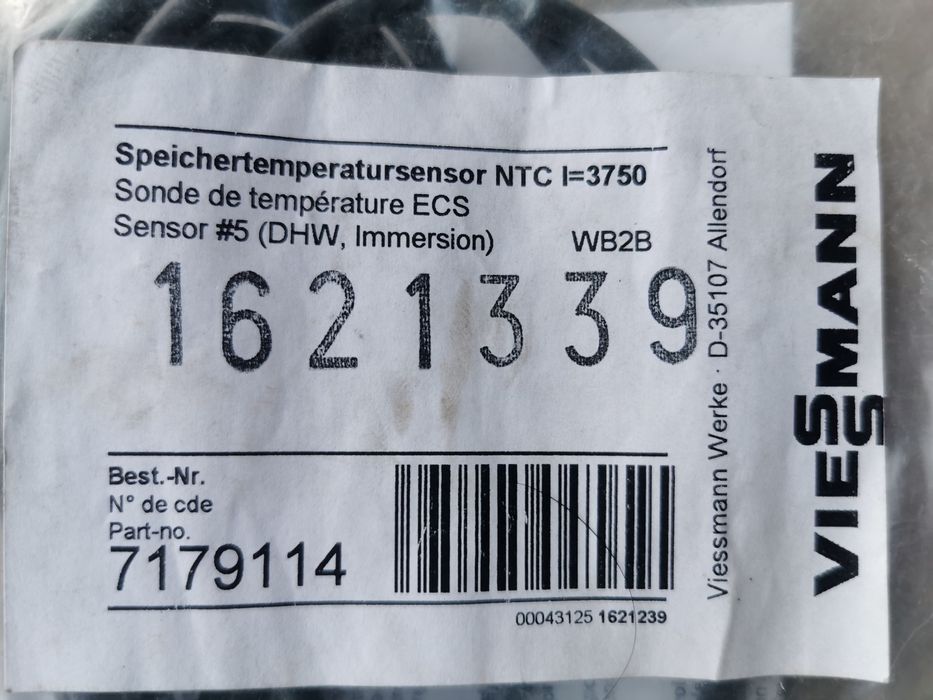 Speichertemperatursensor NTC l=3750
Sonde de température ECS
Sensor #5 (DHW, Immersion) WB2B
1621339
Best.-Nr.
N° de cde
Part-no.
7179114
00043125 1621239
Viessmann Werke · D-35107 Allendorf
VIESSMANN